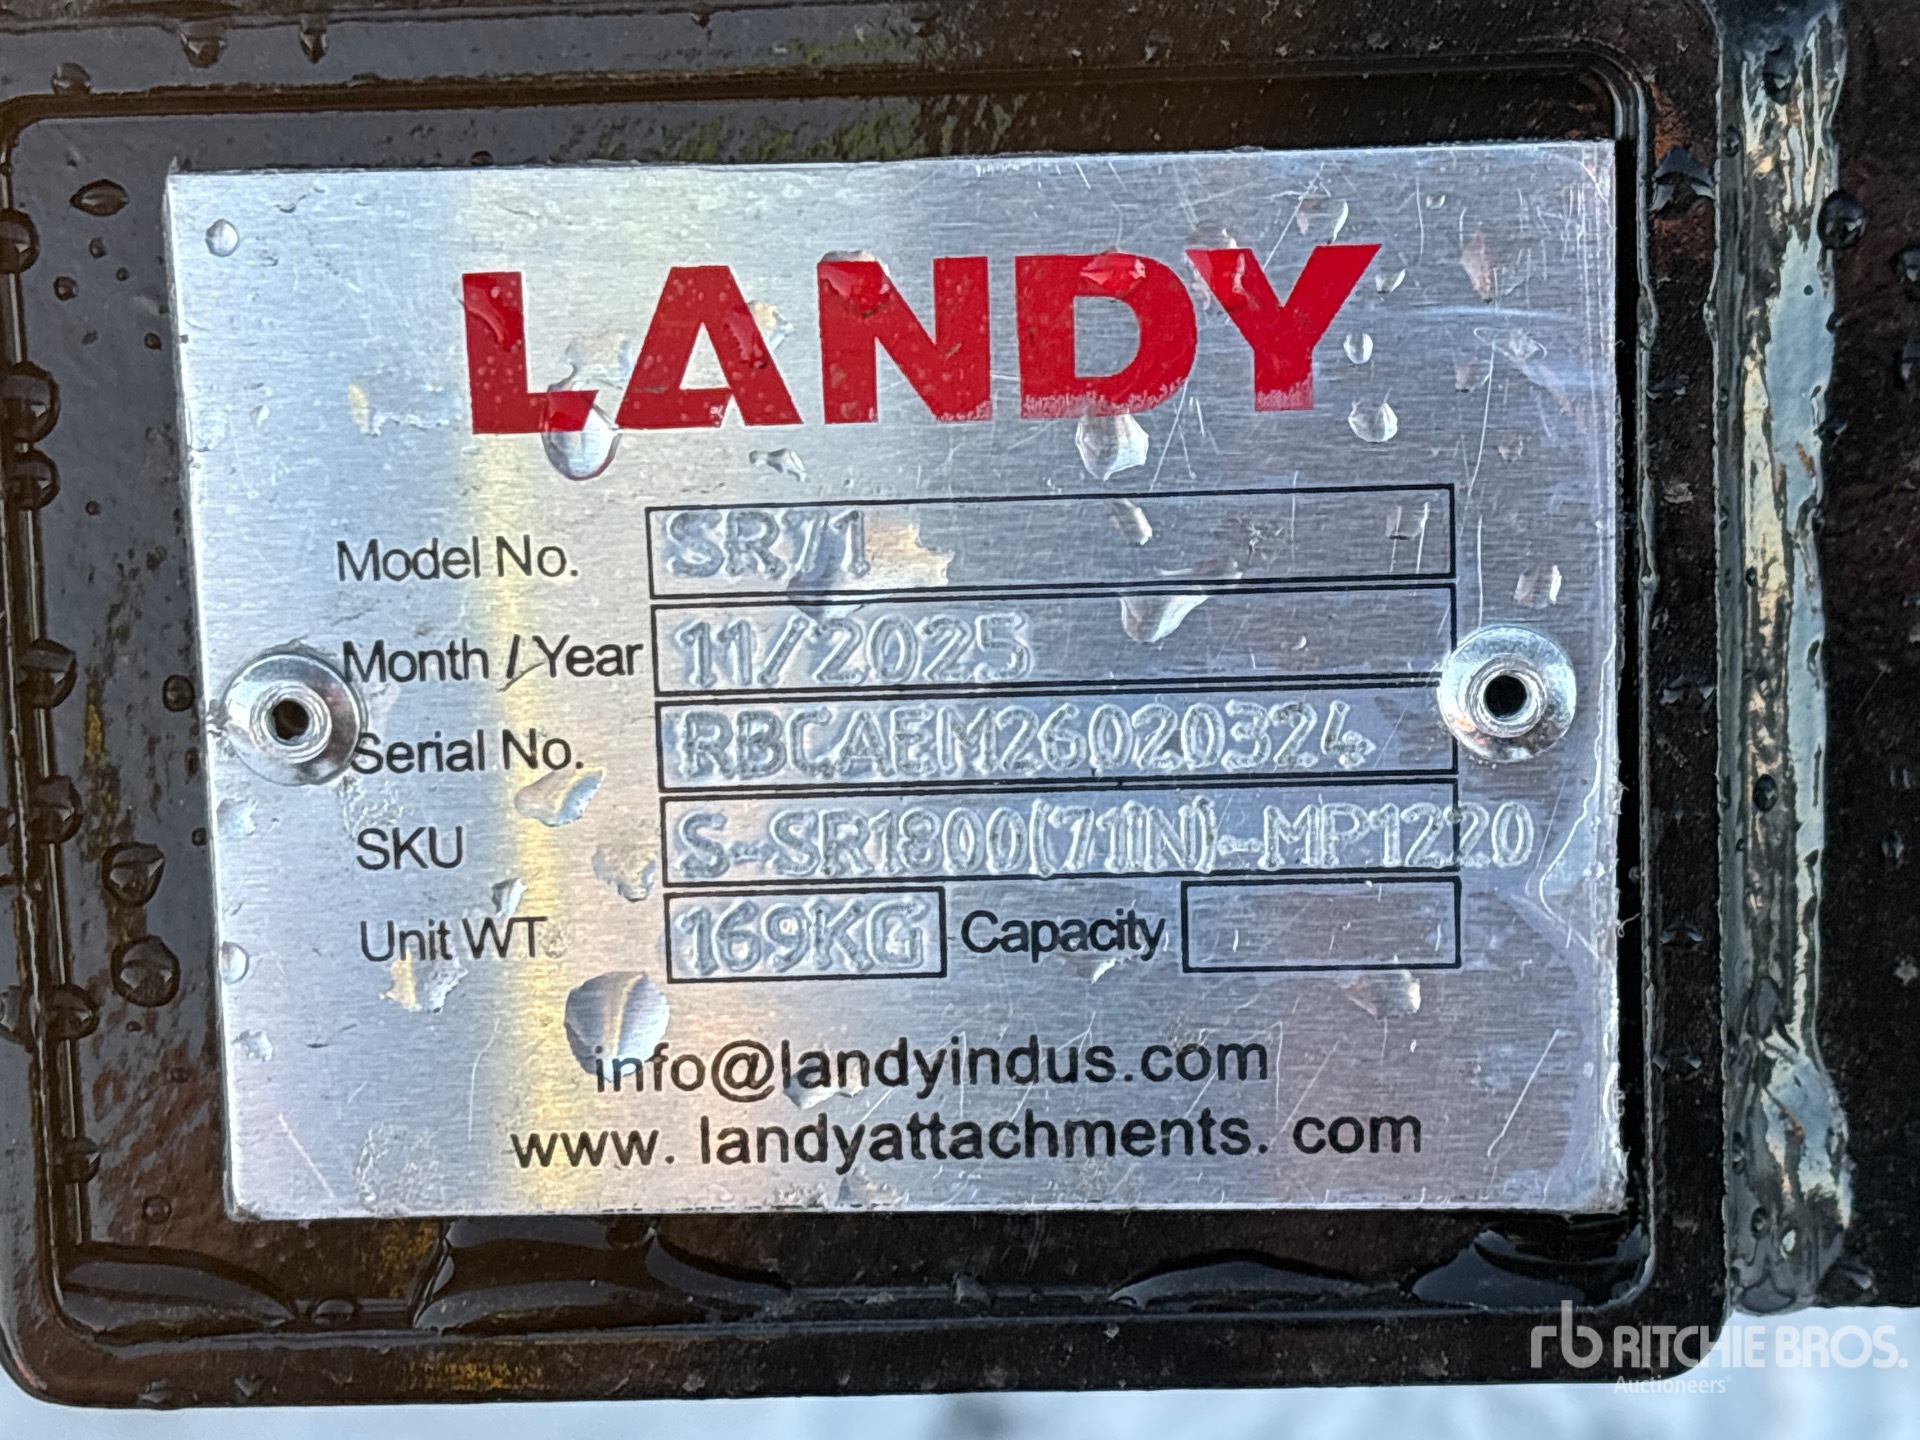 LANDY
Model No. SR71
Month / Year 11/2025
Serial No. RBCAEM26020324
SKU S-SR1800(71IN)-MP1220
Unit WT 169KG Capacity
info@landyindus.com
www. landyattachments. com
rb RITCHIE BROS.
Auctioneers